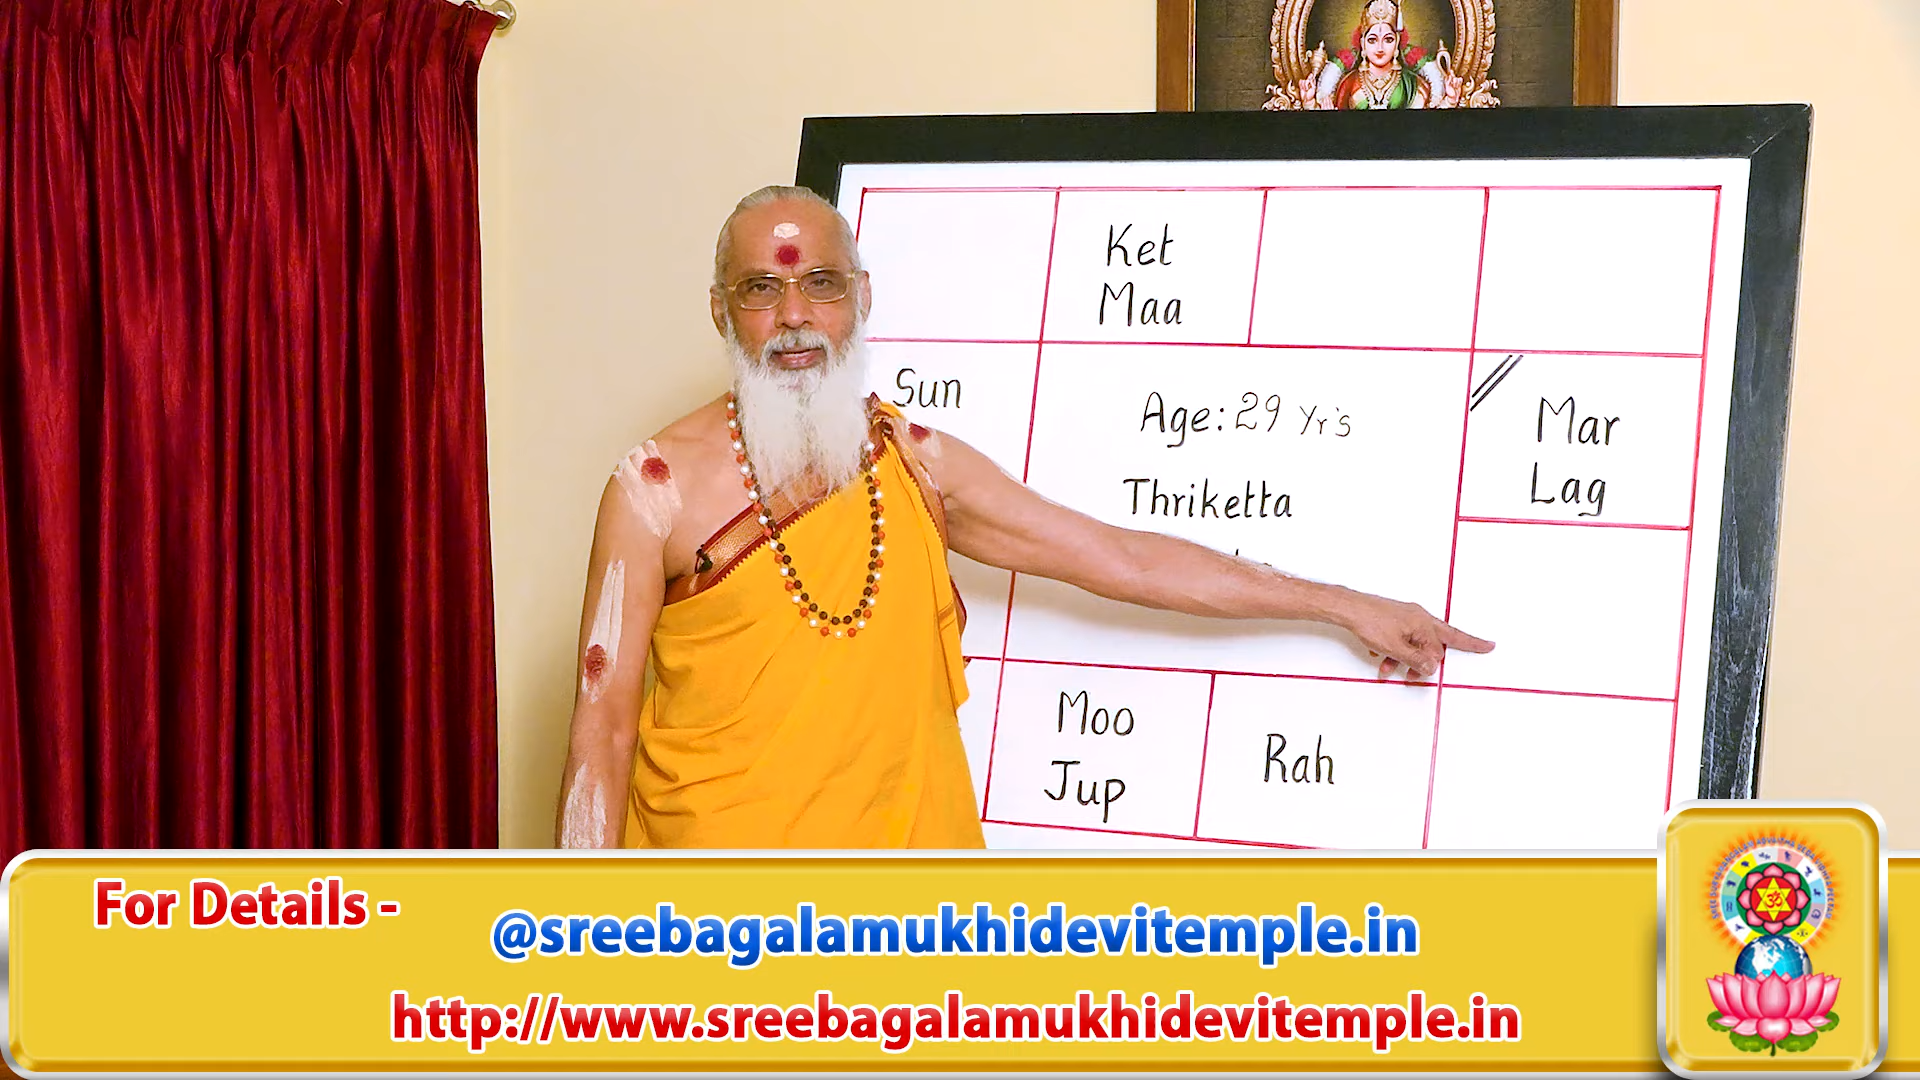 Ket
Maa
Sun
Age: 29 Yr's
Thriketta
Mar
Lag
Moo
Jup
Rah
For Details -
@sreebagalamukhidevitemple.in
http://www.sreebagalamukhidevitemple.in